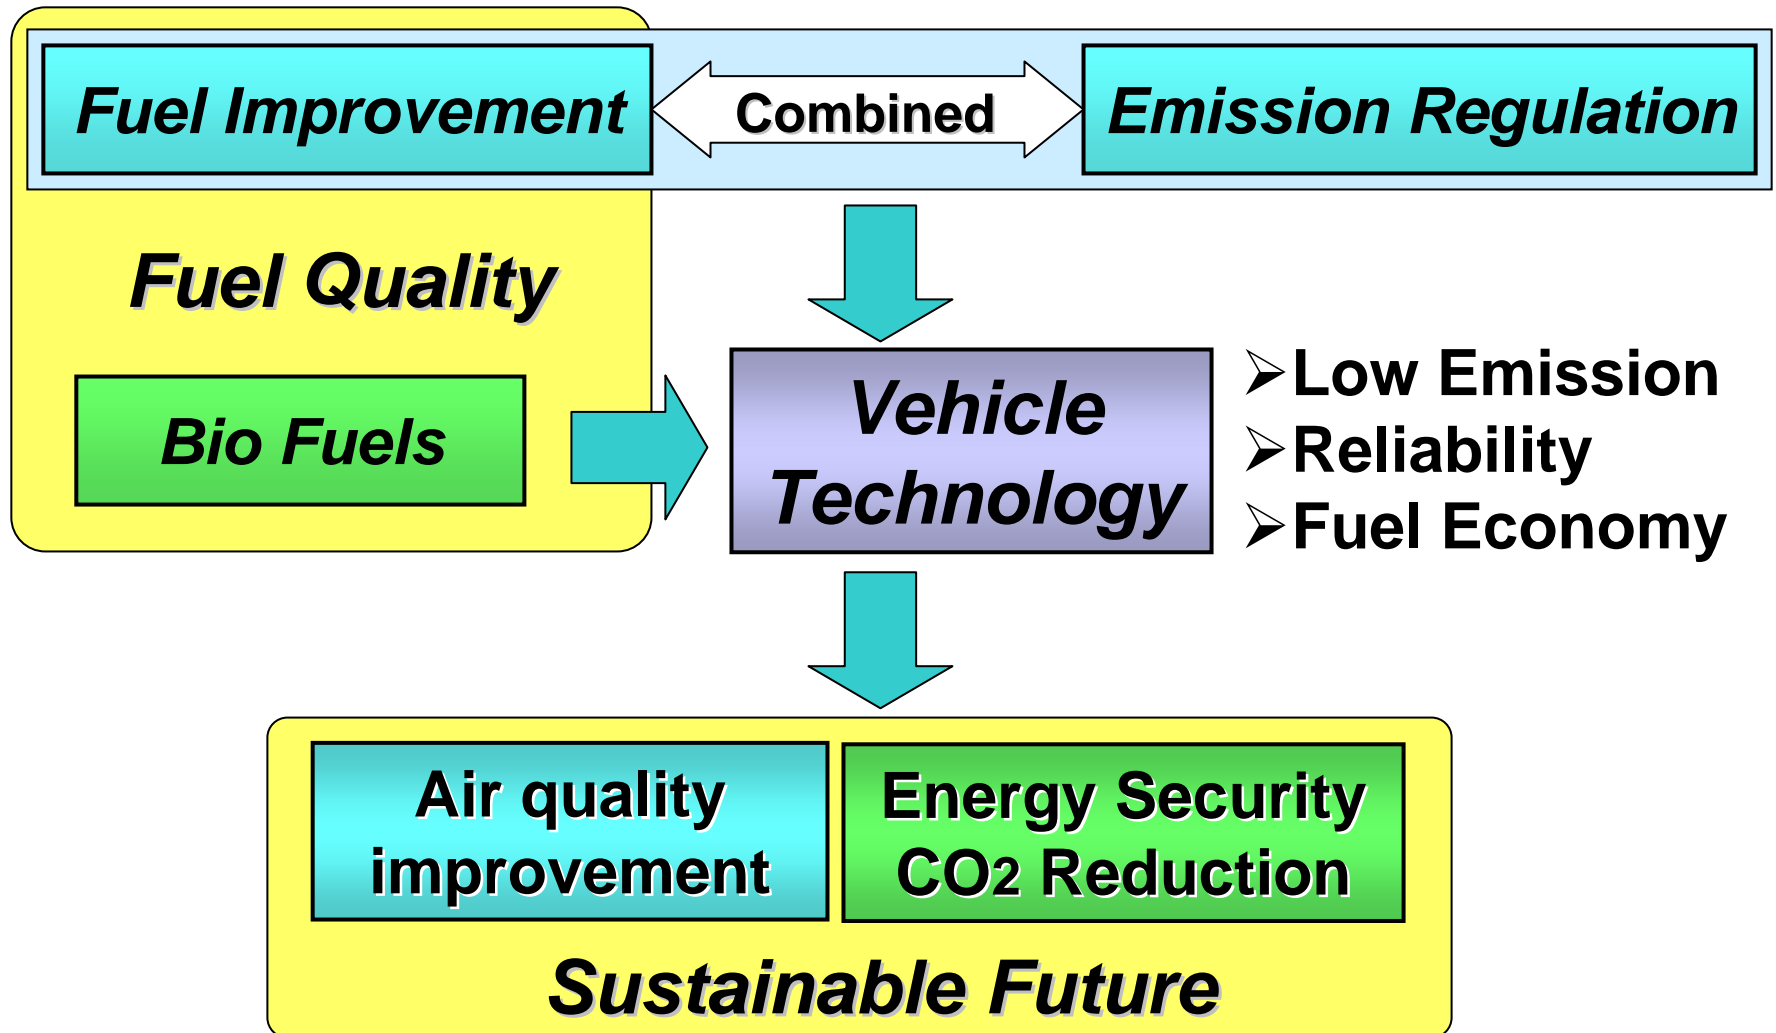 Fuel Improvement
Combined
Emission Regulation
Fuel Quality
Bio Fuels
Vehicle
Technology
➢Low Emission
➢Reliability
➢Fuel Economy
Air quality
improvement
Energy Security
CO2 Reduction
Sustainable Future